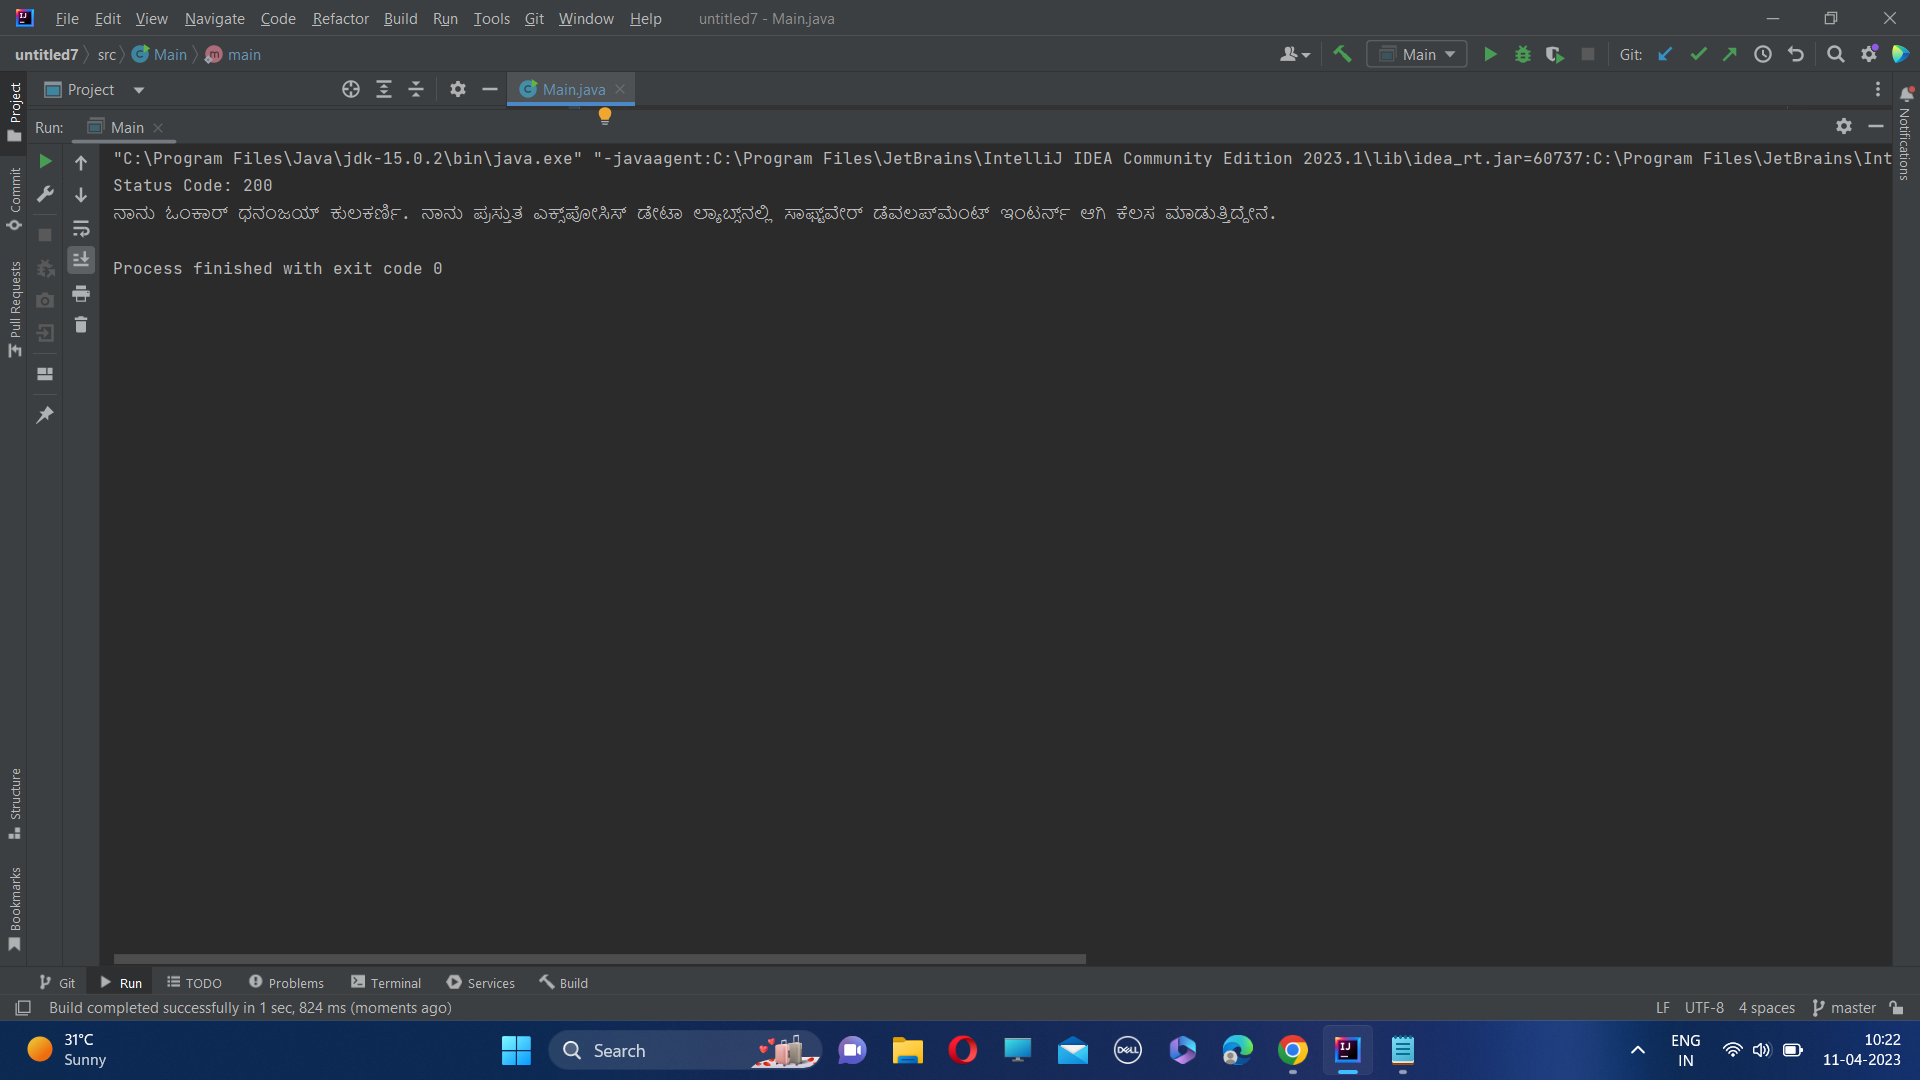 File Edit View Navigate Code Refactor Build Run Tools Git Window Help untitled7 - Main.java
untitled7 src Main main Main Git:
Project Main.java
Run: Main
"C:\Program Files\Java\jdk-15.0.2\bin\java.exe" "-javaagent:C:\Program Files\JetBrains\IntelliJ IDEA Community Edition 2023.1\lib\idea_rt.jar=60737:C:\Program Files\JetBrains\Int
Status Code: 200
ನಾನು ಓಂಕಾರ್ ಧನಂಜಯ್ ಕುಲಕರ್ಣಿ. ನಾನು ಪ್ರಸ್ತುತ ಎಕ್ಸ್‌ಪೋಸಿಸ್ ಡೇಟಾ ಲ್ಯಾಬ್ಸ್‌ನಲ್ಲಿ ಸಾಫ್ಟ್‌ವೇರ್ ಡೆವಲಪ್‌ಮೆಂಟ್ ಇಂಟರ್ನ್ ಆಗಿ ಕೆಲಸ ಮಾಡುತ್ತಿದ್ದೇನೆ.
Process finished with exit code 0
Project
Commit
Pull Requests
Structure
Bookmarks
Notifications
Git Run TODO Problems Terminal Services Build
Build completed successfully in 1 sec, 824 ms (moments ago) LF UTF-8 4 spaces master
31°C
Sunny
Search
DELL
ENG
IN
10:22
11-04-2023